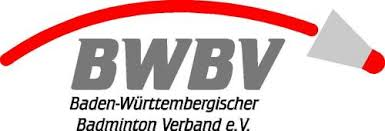 BWBV
Baden-Württembergischer
Badminton Verband e.V.